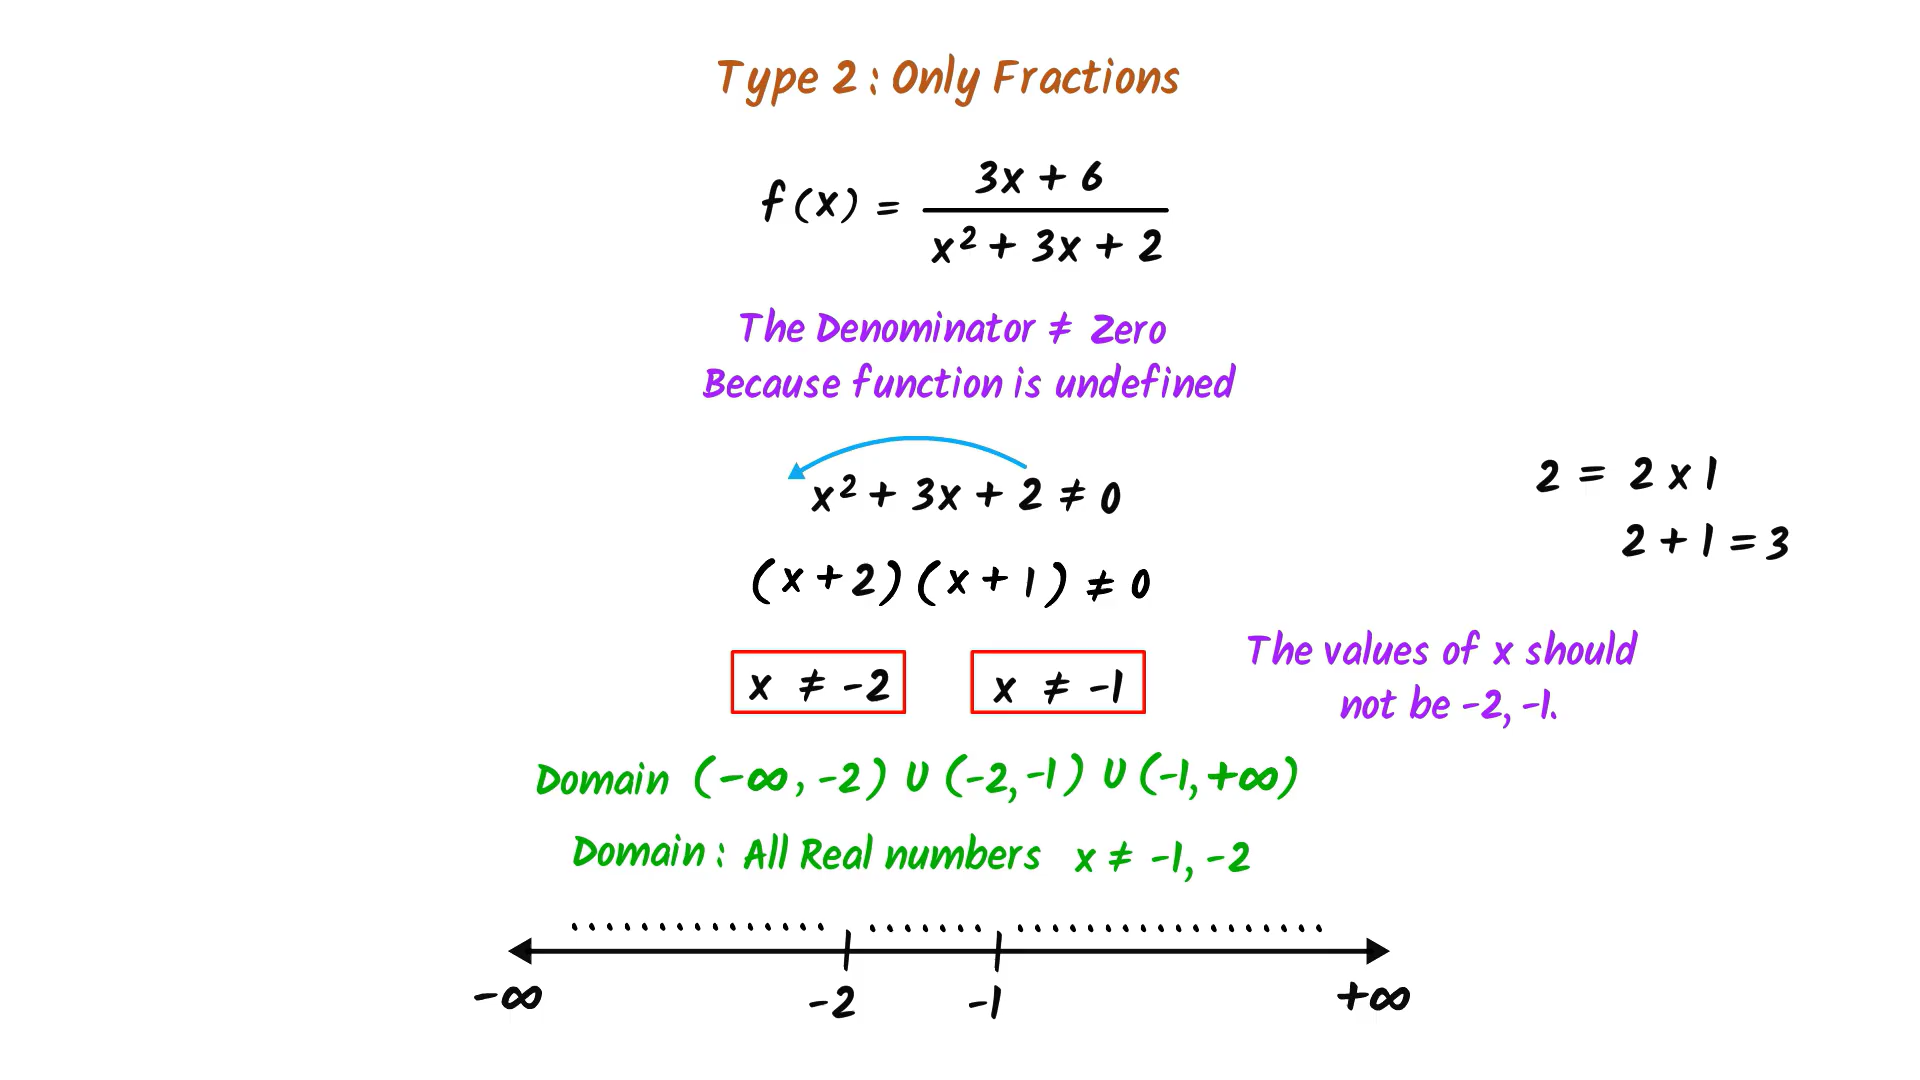 Type 2 : Only Fractions
f(x) = 3x + 6
x² + 3x + 2
The Denominator ≠ Zero
Because function is undefined
x² + 3x + 2 ≠ 0
2 = 2 x 1
2 + 1 = 3
(x + 2) (x + 1) ≠ 0
x ≠ -2
x ≠ -1
The values of x should
not be -2, -1.
Domain (-∞, -2) U (-2, -1) U (-1, +∞)
Domain : All Real numbers x ≠ -1, -2
-∞ -2 -1 +∞